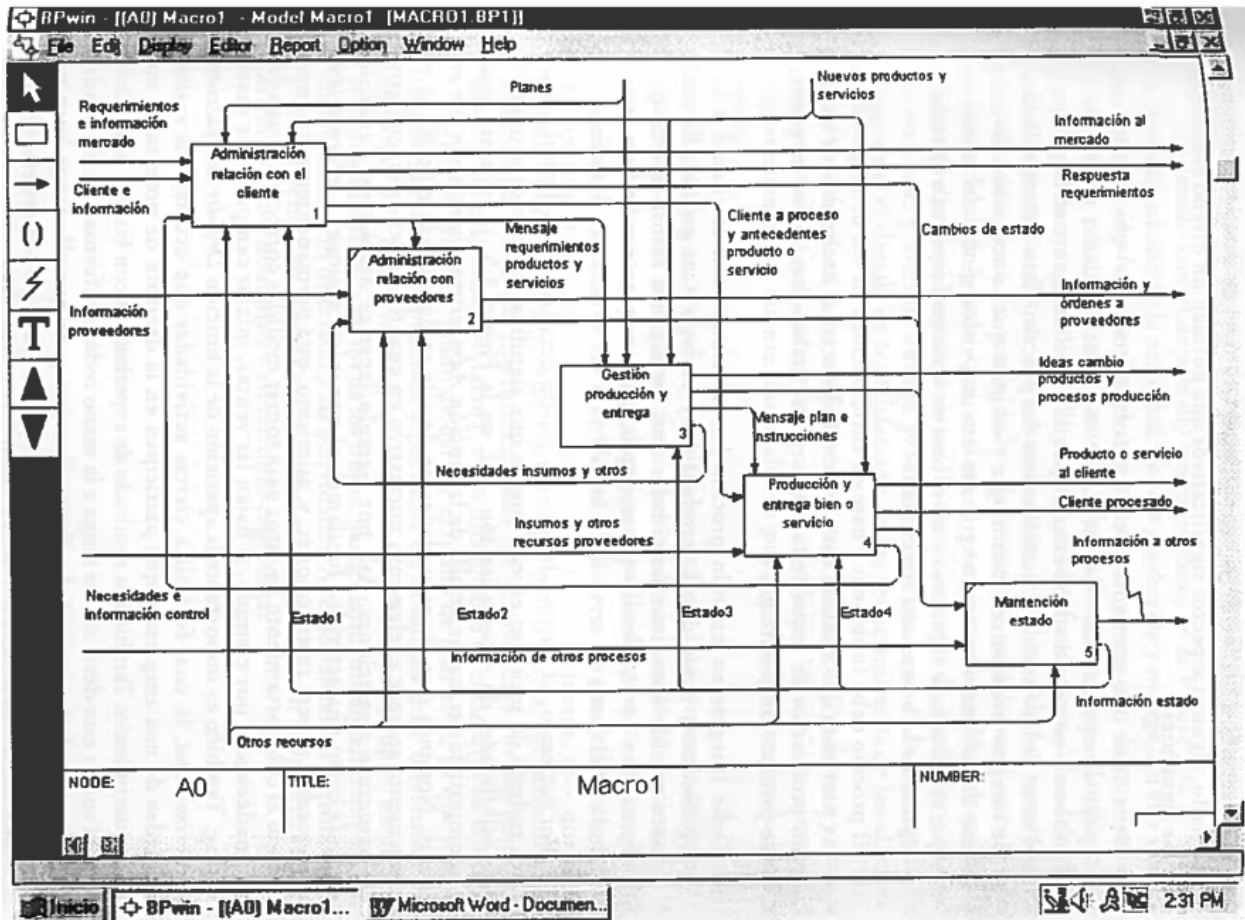 BPwin - [(A0) Macro1 - Model Macro1 [MACRO1.BP1]]
File Edit Display Editor Report Option Window Help
Planes
Nuevos productos y
servicios
Requerimientos
e información
mercado
Información al
mercado
Administración
relación con el
cliente
1
Respuesta
requerimientos
Cliente e
información
Cliente a proceso
y antecedentes
producto o
servicio
Cambios de estado
Mensaje
requerimientos
productos y
servicios
Administración
relación con
proveedores
2
Información
proveedores
Información y
órdenes a
proveedores
Gestión
producción y
entrega
3
Ideas cambio
productos y
procesos producción
Mensaje plan e
instrucciones
Necesidades insumos y otros
Producto o servicio
al cliente
Producción y
entrega bien o
servicio
4
Cliente procesado
Insumos y otros
recursos proveedores
Información a otros
procesos
Necesidades e
información control
Estado1
Estado2
Estado3
Estado4
Mantención
estado
5
Información de otros procesos
Información estado
Otros recursos
NODE:
A0
TITLE:
Macro1
NUMBER:
Inicio
BPwin - [(A0) Macro1...
Microsoft Word - Documen...
2:31 PM